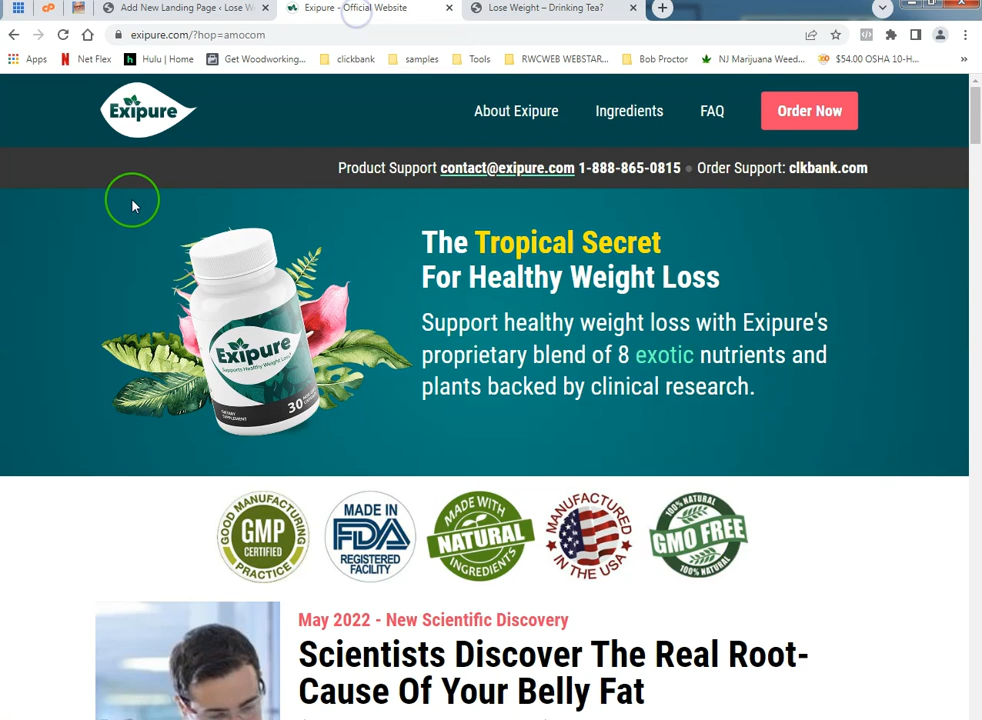 Add New Landing Page ‹ Lose W
Exipure - Official Website
Lose Weight – Drinking Tea?
exipure.com/?hop=amocom
Apps
Net Flex
Hulu | Home
Get Woodworking...
clickbank
samples
Tools
RWCWEB WEBSTAR...
Bob Proctor
NJ Marijuana Weed...
$54.00 OSHA 10-H...
Exipure
About Exipure
Ingredients
FAQ
Order Now
Product Support contact@exipure.com 1-888-865-0815 ● Order Support: clkbank.com
The Tropical Secret
For Healthy Weight Loss
Support healthy weight loss with Exipure's
proprietary blend of 8 exotic nutrients and
plants backed by clinical research.
Exipure
Supports Healthy Weight Loss
DIETARY
SUPPLEMENT
30
GOOD MANUFACTURING
GMP
CERTIFIED
PRACTICE
MADE IN
FDA
REGISTERED
FACILITY
MADE WITH
NATURAL
INGREDIENTS
MANUFACTURED
IN THE USA
100% NATURAL
GMO FREE
100% NATURAL
May 2022 - New Scientific Discovery
Scientists Discover The Real Root-
Cause Of Your Belly Fat